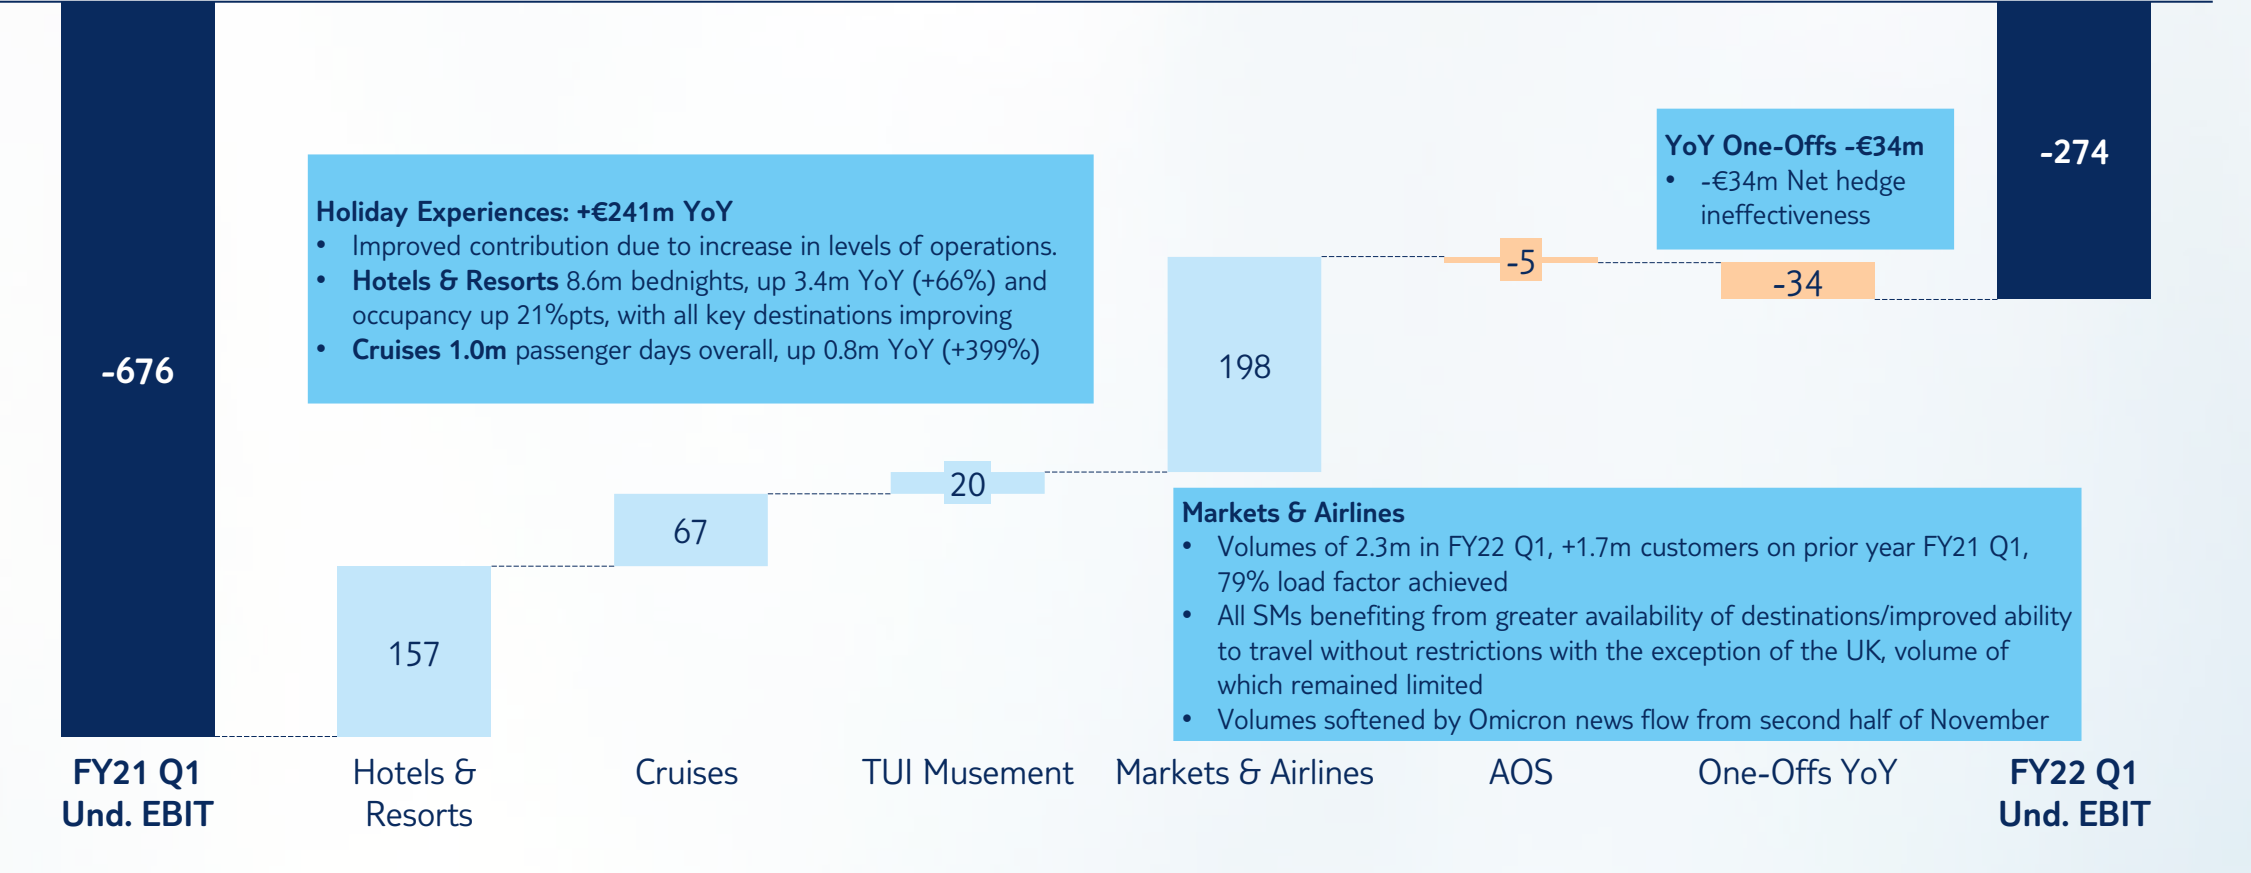 -676
Holiday Experiences: +€241m YoY
• Improved contribution due to increase in levels of operations.
• Hotels & Resorts 8.6m bednights, up 3.4m YoY (+66%) and
occupancy up 21%pts, with all key destinations improving
• Cruises 1.0m passenger days overall, up 0.8m YoY (+399%)
157
67
20
198
-5
YoY One-Offs -€34m
• -€34m Net hedge
ineffectiveness
-34
-274
Markets & Airlines
• Volumes of 2.3m in FY22 Q1, +1.7m customers on prior year FY21 Q1,
79% load factor achieved
• All SMs benefiting from greater availability of destinations/improved ability
to travel without restrictions with the exception of the UK, volume of
which remained limited
• Volumes softened by Omicron news flow from second half of November
FY21 Q1
Und. EBIT
Hotels &
Resorts
Cruises
TUI Musement
Markets & Airlines
AOS
One-Offs YoY
FY22 Q1
Und. EBIT